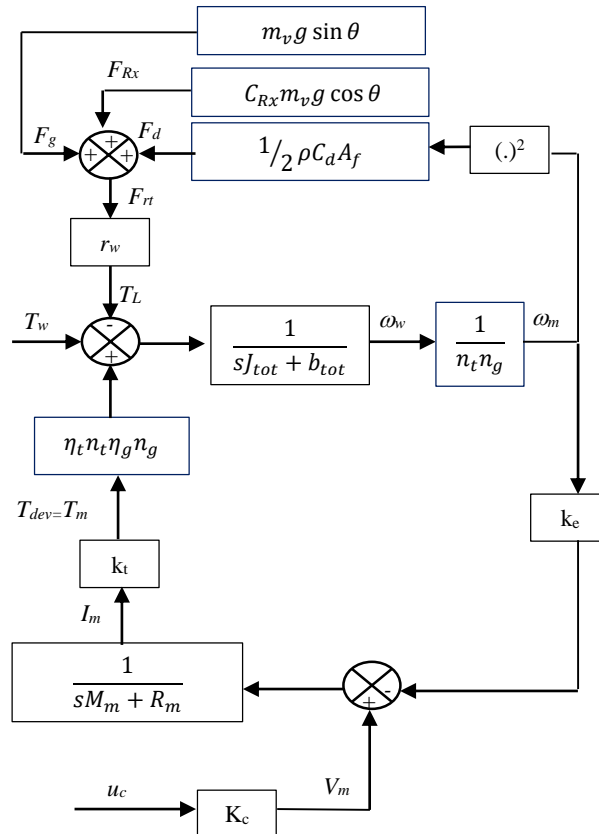 m_v g sin θ
F_Rx
C_Rx m_v g cos θ
F_g
F_d
+ + + +
1/2 ρC_d A_f
(.)²
F_rt
r_w
T_L
T_w
-
+
1
sJ_tot + b_tot
ω_w
1
n_t n_g
ω_m
η_t n_t η_g n_g
T_dev=T_m
k_e
k_t
I_m
1
sM_m + R_m
-
+
V_m
u_c
K_c